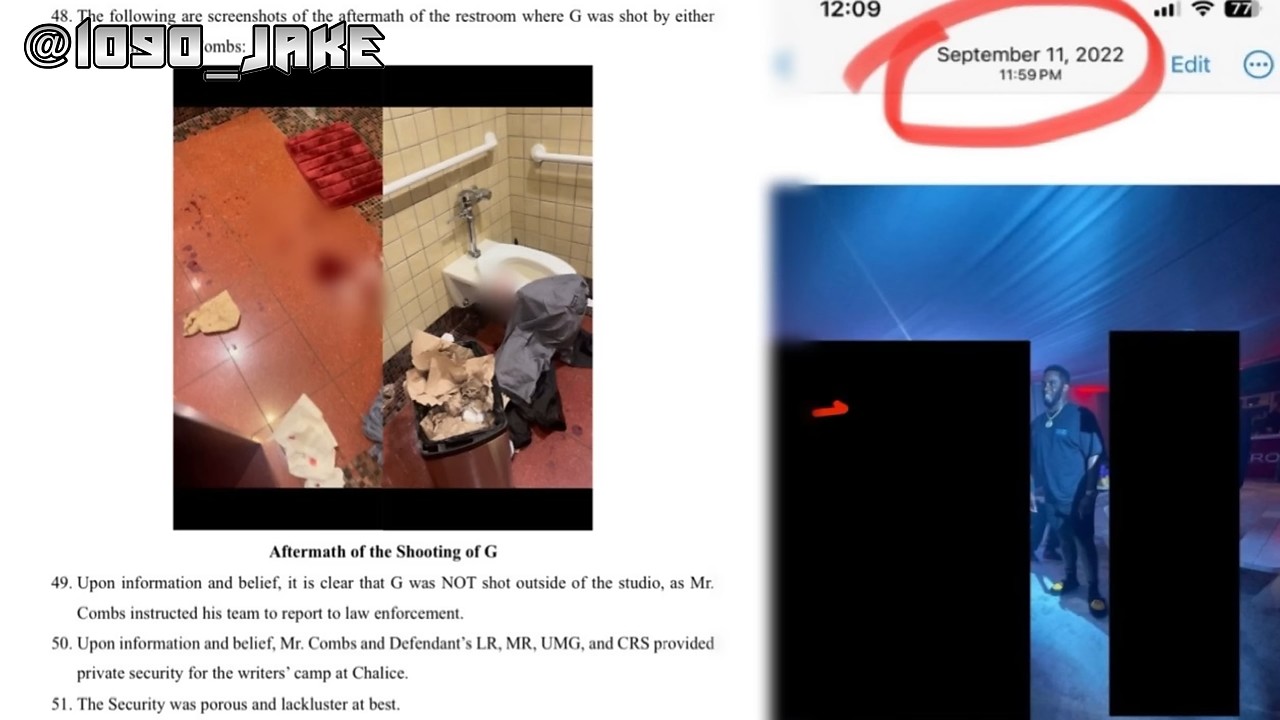 48. The following are screenshots of the aftermath of the restroom where G was shot by either
@1090_JAKE
ombs:
Aftermath of the Shooting of G
49. Upon information and belief, it is clear that G was NOT shot outside of the studio, as Mr.
Combs instructed his team to report to law enforcement.
50. Upon information and belief, Mr. Combs and Defendant's LR, MR, UMG, and CRS provided
private security for the writers' camp at Chalice.
51. The Security was porous and lackluster at best.
12:09
77
September 11, 2022
11:59 PM
Edit
RO